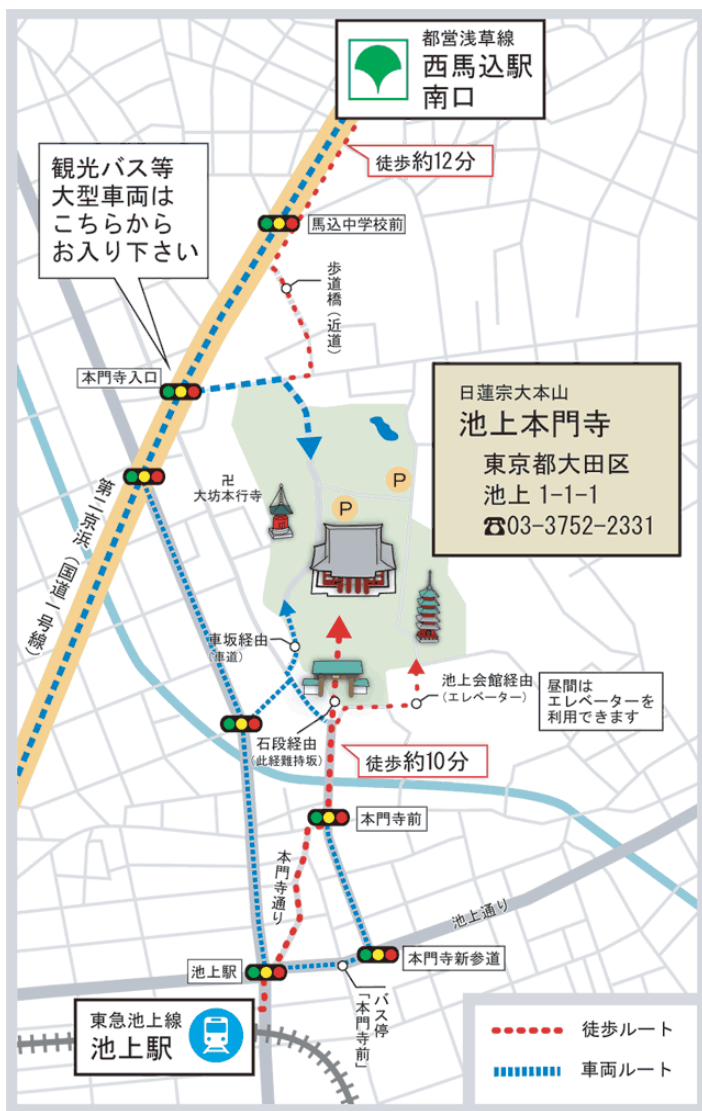 都営浅草線
西馬込駅
南口
徒歩約12分
観光バス等
大型車両は
こちらから
お入り下さい
馬込中学校前
歩道橋（近道）
本門寺入口
日蓮宗大本山
池上本門寺
東京都大田区
池上 1-1-1
☎03-3752-2331
第二京浜（国道一号線）
卍
大坊本行寺
P
P
車坂経由
（車道）
池上会館経由
（エレベーター）
昼間は
エレベーターを
利用できます
石段経由
（此経難持坂）
徒歩約10分
本門寺前
本門寺通り
池上通り
池上駅
本門寺新参道
バス停
「本門寺前」
東急池上線
池上駅
徒歩ルート
車両ルート